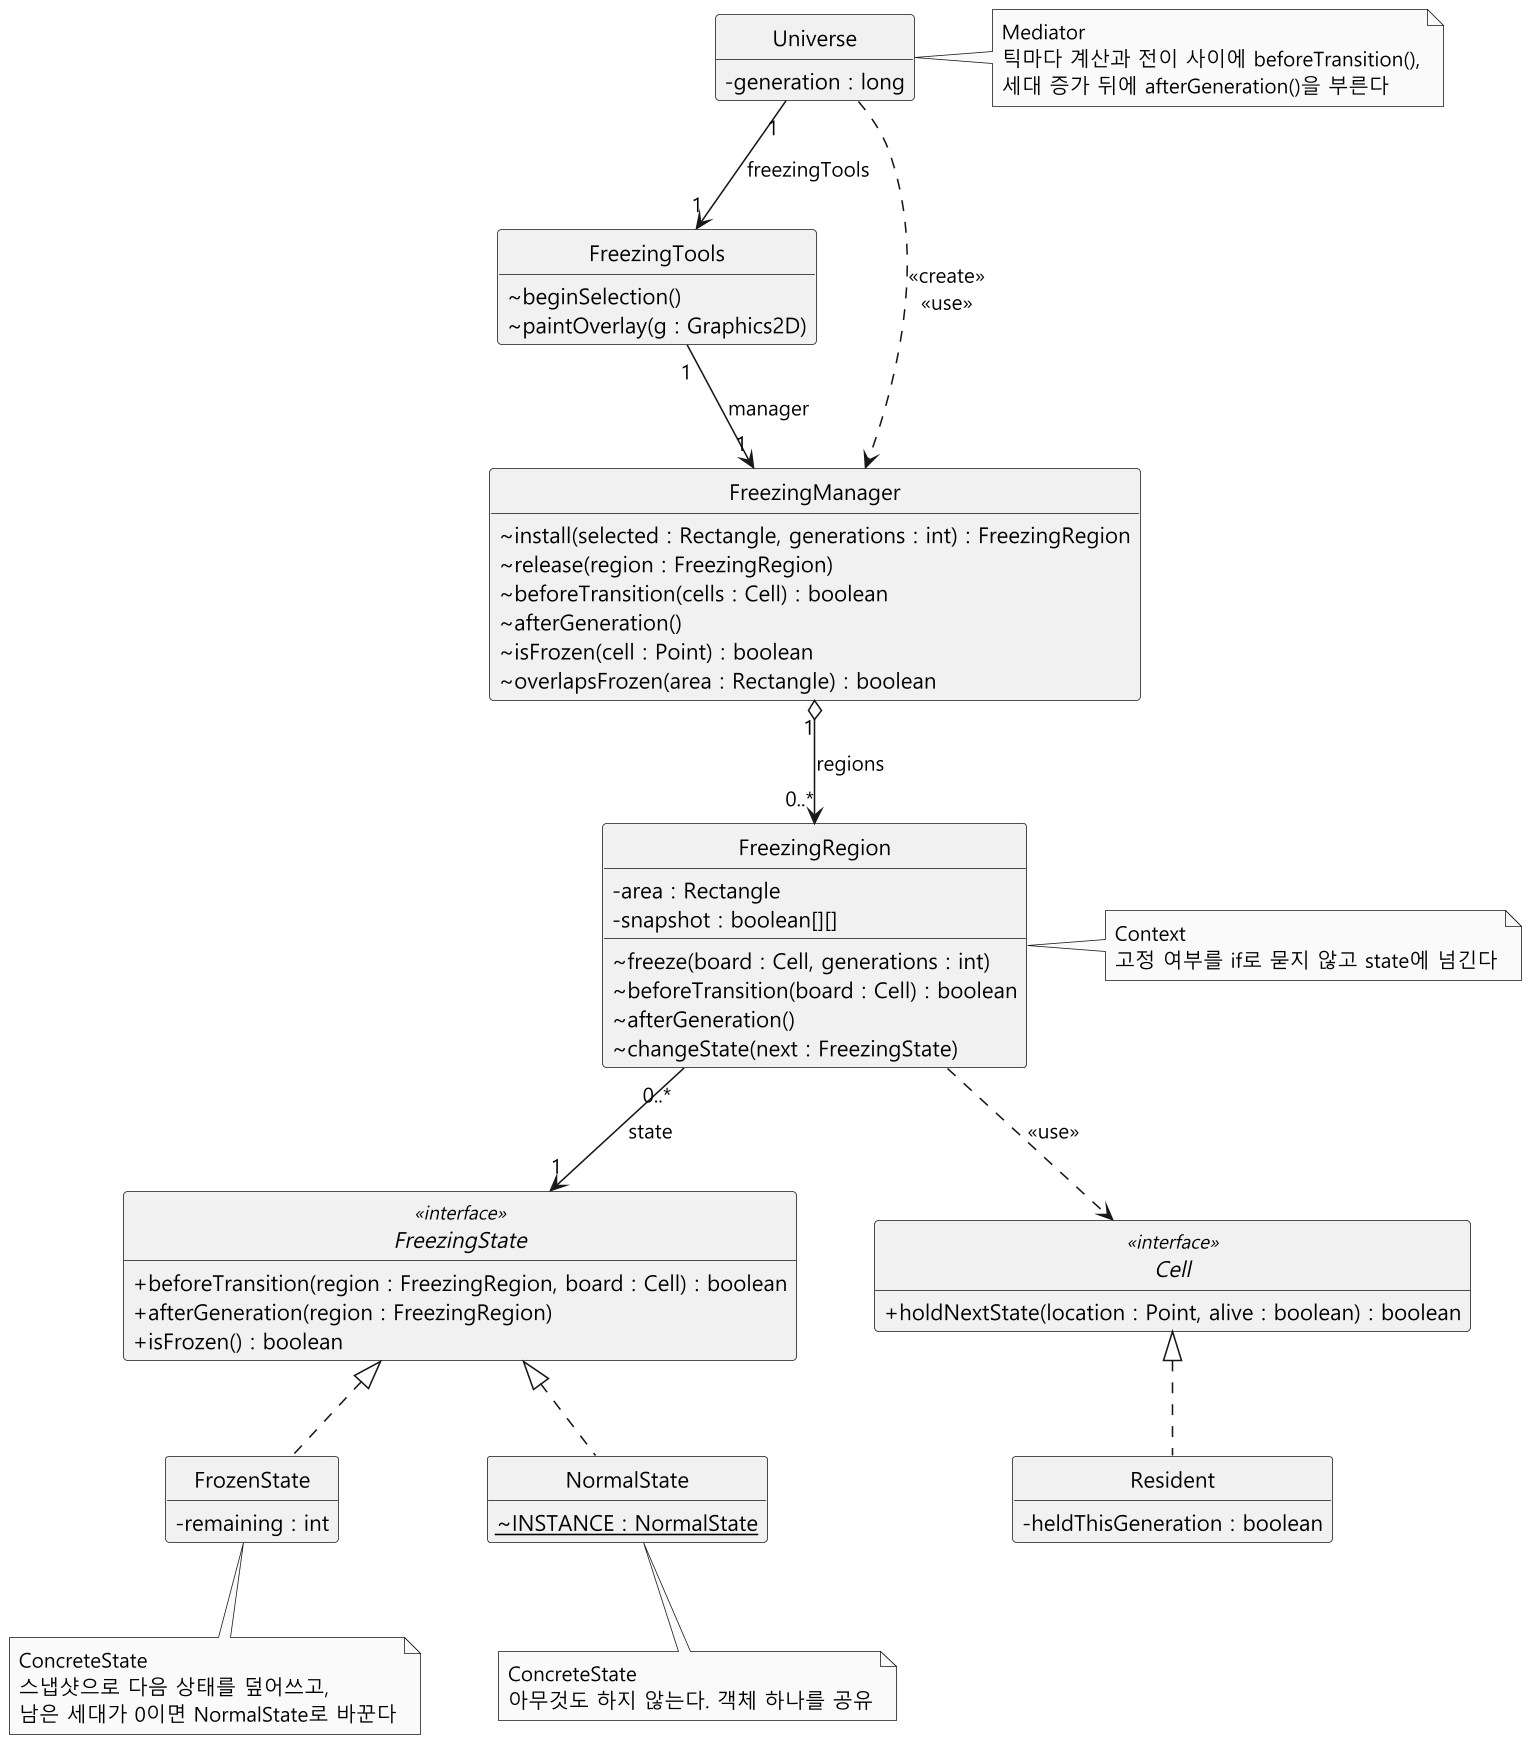 Universe
-generation : long
Mediator
틱마다 계산과 전이 사이에 beforeTransition(),
세대 증가 뒤에 afterGeneration()을 부른다
1
freezingTools
1
«create»
«use»
FreezingTools
~beginSelection()
~paintOverlay(g : Graphics2D)
1
manager
1
FreezingManager
~install(selected : Rectangle, generations : int) : FreezingRegion
~release(region : FreezingRegion)
~beforeTransition(cells : Cell) : boolean
~afterGeneration()
~isFrozen(cell : Point) : boolean
~overlapsFrozen(area : Rectangle) : boolean
1
regions
0..*
FreezingRegion
-area : Rectangle
-snapshot : boolean[][]
~freeze(board : Cell, generations : int)
~beforeTransition(board : Cell) : boolean
~afterGeneration()
~changeState(next : FreezingState)
Context
고정 여부를 if로 묻지 않고 state에 넘긴다
0..*
state
1
«use»
«interface»
FreezingState
+beforeTransition(region : FreezingRegion, board : Cell) : boolean
+afterGeneration(region : FreezingRegion)
+isFrozen() : boolean
«interface»
Cell
+holdNextState(location : Point, alive : boolean) : boolean
FrozenState
-remaining : int
NormalState
~INSTANCE : NormalState
Resident
-heldThisGeneration : boolean
ConcreteState
스냅샷으로 다음 상태를 덮어쓰고,
남은 세대가 0이면 NormalState로 바꾼다
ConcreteState
아무것도 하지 않는다. 객체 하나를 공유